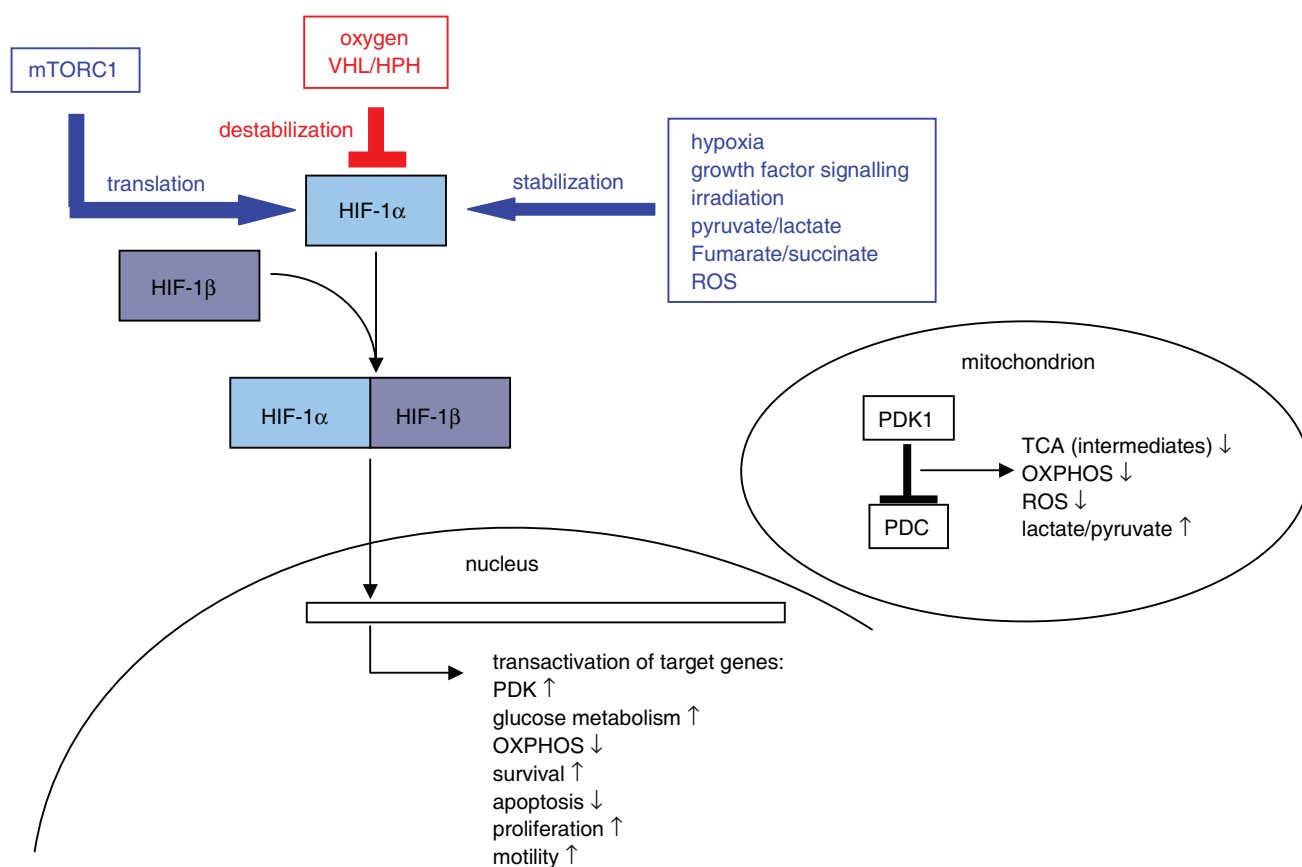 mTORC1
oxygen
VHL/HPH
destabilization
translation
HIF-1α
stabilization
hypoxia
growth factor signalling
irradiation
pyruvate/lactate
Fumarate/succinate
ROS
HIF-1β
HIF-1α
HIF-1β
mitochondrion
PDK1
PDC
TCA (intermediates) ↓
OXPHOS ↓
ROS ↓
lactate/pyruvate ↑
nucleus
transactivation of target genes:
PDK ↑
glucose metabolism ↑
OXPHOS ↓
survival ↑
apoptosis ↓
proliferation ↑
motility ↑